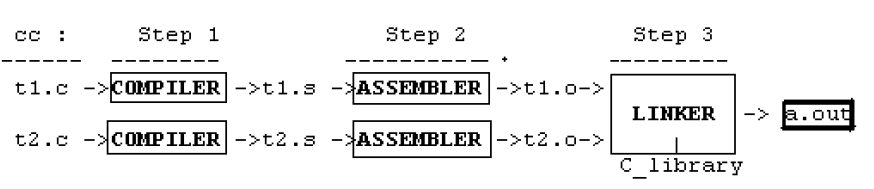 cc : Step 1 Step 2 Step 3
------ -------- ----------- . ---------
t1.c ->COMPILER ->t1.s ->ASSEMBLER ->t1.o->
LINKER -> a.out
t2.c ->COMPILER ->t2.s ->ASSEMBLER ->t2.o->
C_library